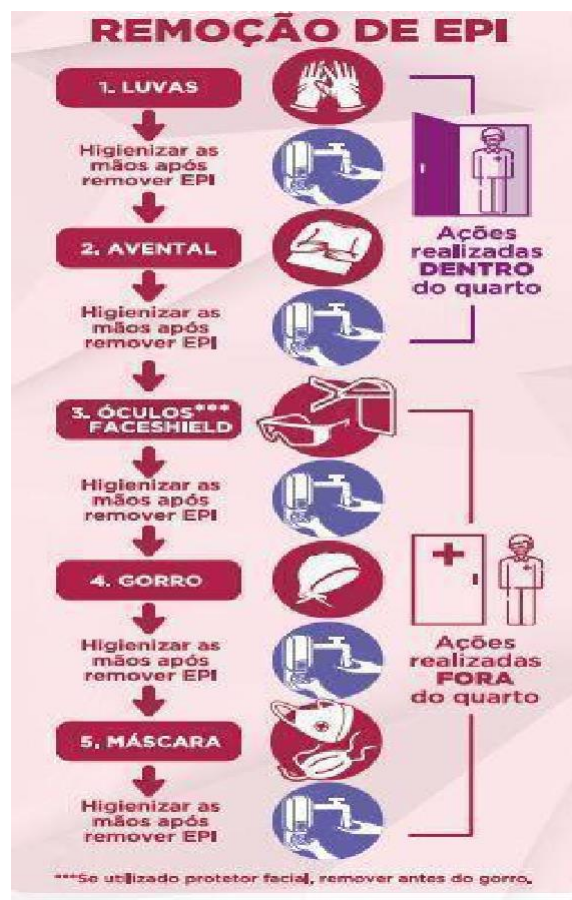 REMOÇÃO DE EPI
1. LUVAS
Higienizar as
mãos após
remover EPI
2. AVENTAL
Higienizar as
mãos após
remover EPI
Ações
realizadas
DENTRO
do quarto
3. ÓCULOS***
FACESHIELD
Higienizar as
mãos após
remover EPI
4. GORRO
Higienizar as
mãos após
remover EPI
5. MÁSCARA
Higienizar as
mãos após
remover EPI
Ações
realizadas
FORA
do quarto
***Se utilizado protetor facial, remover antes do gorro.